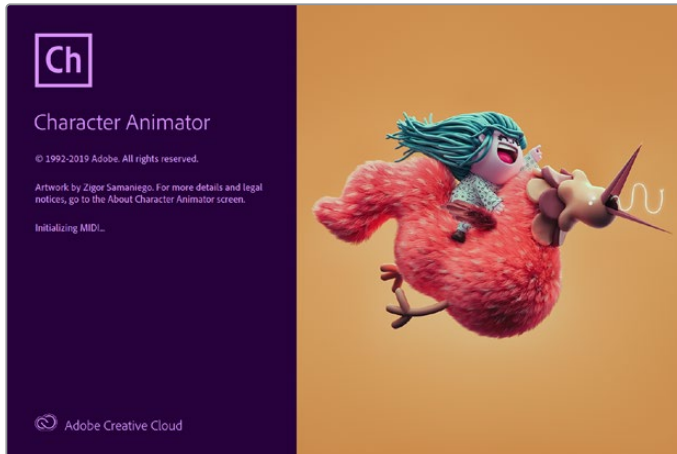 Ch
Character Animator
© 1992-2019 Adobe. All rights reserved.
Artwork by Zigor Samaniego. For more details and legal
notices, go to the About Character Animator screen.
Initializing MIDI...
Adobe Creative Cloud